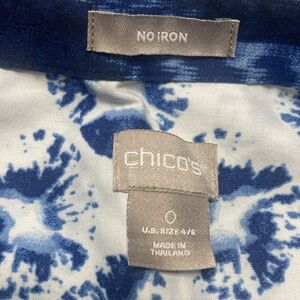 NO IRON
chico's®
0
U.S. SIZE 4/6
MADE IN
THAILAND